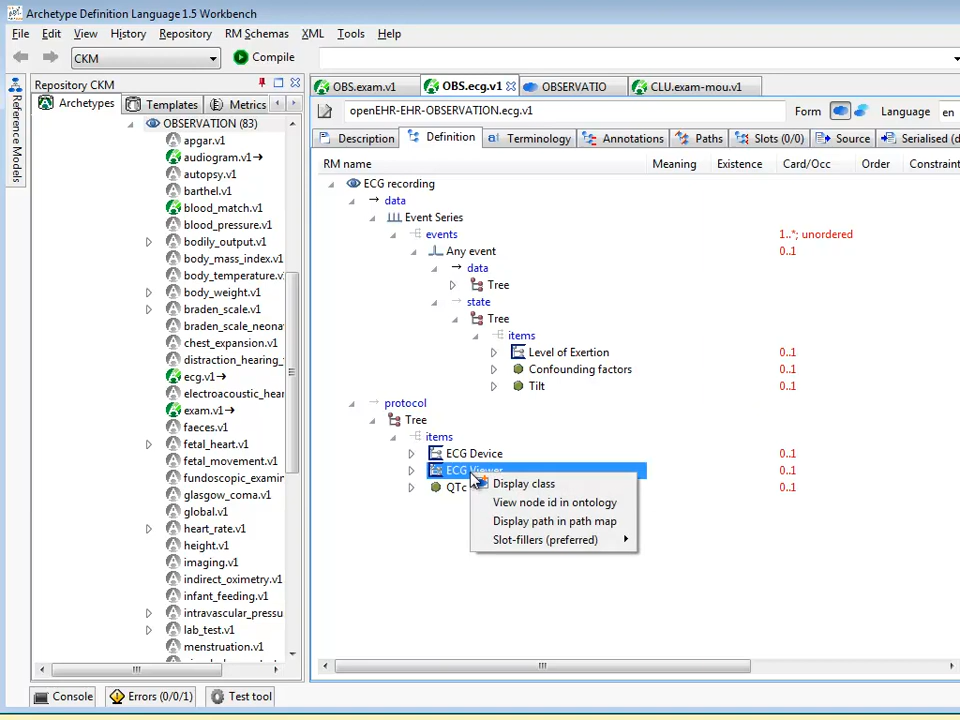 Archetype Definition Language 1.5 Workbench
File Edit View History Repository RM Schemas XML Tools Help
CKM Compile
Reference Models
Repository CKM
Archetypes Templates Metrics
OBSERVATION (83)
apgar.v1
audiogram.v1→
autopsy.v1
barthel.v1
blood_match.v1
blood_pressure.v1
bodily_output.v1
body_mass_index.v1
body_temperature.v
body_weight.v1
braden_scale.v1
braden_scale_neona
chest_expansion.v1
distraction_hearing_
ecg.v1→
electroacoustic_hea
exam.v1→
faeces.v1
fetal_heart.v1
fetal_movement.v1
fundoscopic_examin
glasgow_coma.v1
global.v1
heart_rate.v1
height.v1
imaging.v1
indirect_oximetry.v1
infant_feeding.v1
intravascular_pressu
lab_test.v1
menstruation.v1
OBS.exam.v1 OBS.ecg.v1 OBSERVATIO CLU.exam-mou.v1
openEHR-EHR-OBSERVATION.ecg.v1 Form Language en
Description Definition Terminology Annotations Paths Slots (0/0) Source Serialised (d
RM name Meaning Existence Card/Occ Order Constraint
ECG recording
data
Event Series
events 1..*; unordered
Any event 0..1
data
Tree
state
Tree
items
Level of Exertion 0..1
Confounding factors 0..1
Tilt 0..1
protocol
Tree
items
ECG Device 0..1
ECG Viewer 0..1
QTc 0..1
Display class
View node id in ontology
Display path in path map
Slot-fillers (preferred)
Console Errors (0/0/1) Test tool